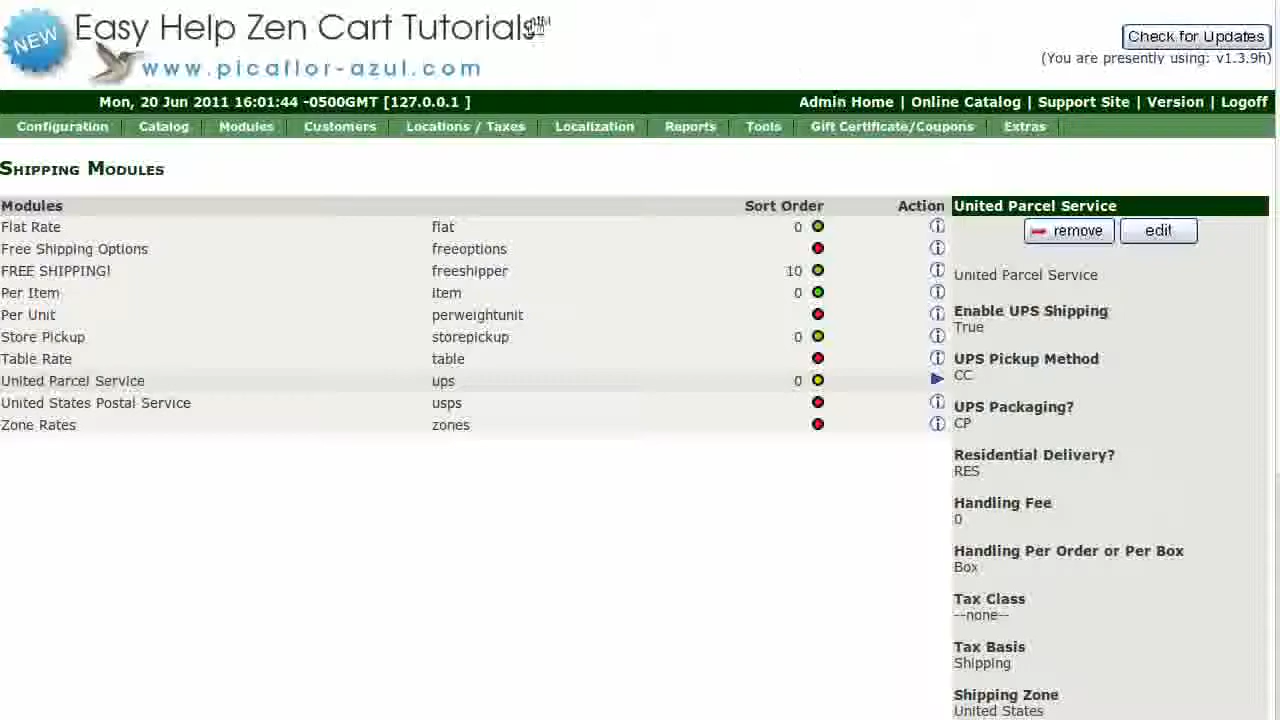 NEW
Easy Help Zen Cart Tutorials
www.picaflor-azul.com
Check for Updates
(You are presently using: v1.3.9h)
Mon, 20 Jun 2011 16:01:44 -0500GMT [127.0.0.1 ]
Admin Home | Online Catalog | Support Site | Version | Logoff
Configuration Catalog Modules Customers Locations / Taxes Localization Reports Tools Gift Certificate/Coupons Extras
Shipping Modules
Modules Sort Order Action
Flat Rate flat 0
Free Shipping Options freeoptions
FREE SHIPPING! freeshipper 10
Per Item item 0
Per Unit perweightunit
Store Pickup storepickup 0
Table Rate table
United Parcel Service ups 0
United States Postal Service usps
Zone Rates zones
United Parcel Service
remove edit
United Parcel Service
Enable UPS Shipping
True
UPS Pickup Method
CC
UPS Packaging?
CP
Residential Delivery?
RES
Handling Fee
0
Handling Per Order or Per Box
Box
Tax Class
--none--
Tax Basis
Shipping
Shipping Zone
United States